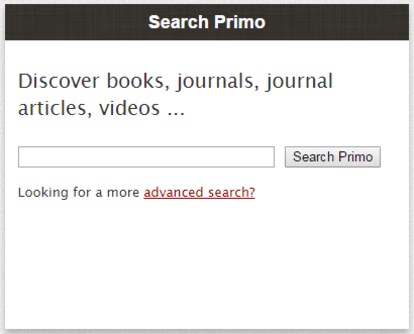 Search Primo
Discover books, journals, journal
articles, videos ...
Search Primo
Looking for a more advanced search?